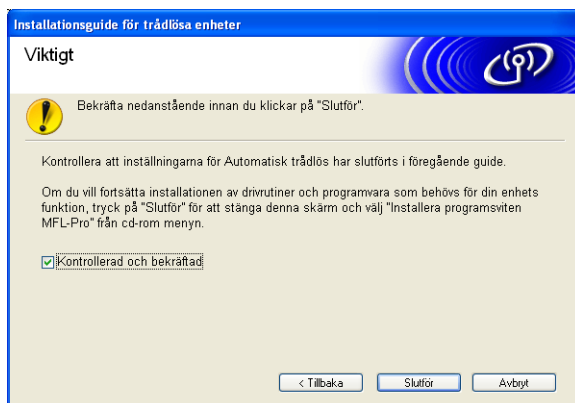 Installationsguide för trådlösa enheter
Viktigt
Bekräfta nedanstående innan du klickar på "Slutför".
Kontrollera att inställningarna för Automatisk trådlös har slutförts i föregående guide.
Om du vill fortsätta installationen av drivrutiner och programvara som behövs för din enhets
funktion, tryck på "Slutför" för att stänga denna skärm och välj "Installera programsviten
MFL-Pro" från cd-rom menyn.
Kontrollerad och bekräftad
< Tillbaka
Slutför
Avbryt